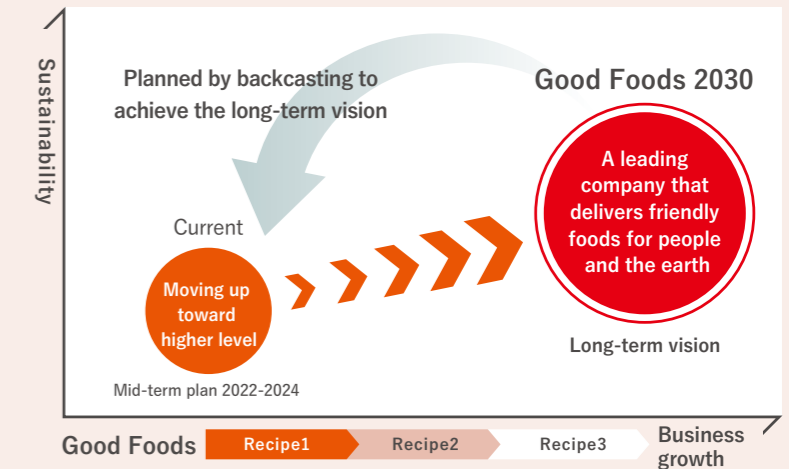 Sustainability
Planned by backcasting to
achieve the long-term vision
Good Foods 2030
A leading
company that
delivers friendly
foods for people
and the earth
Long-term vision
Current
Moving up
toward
higher level
Mid-term plan 2022-2024
Good Foods
Recipe1
Recipe2
Recipe3
Business
growth